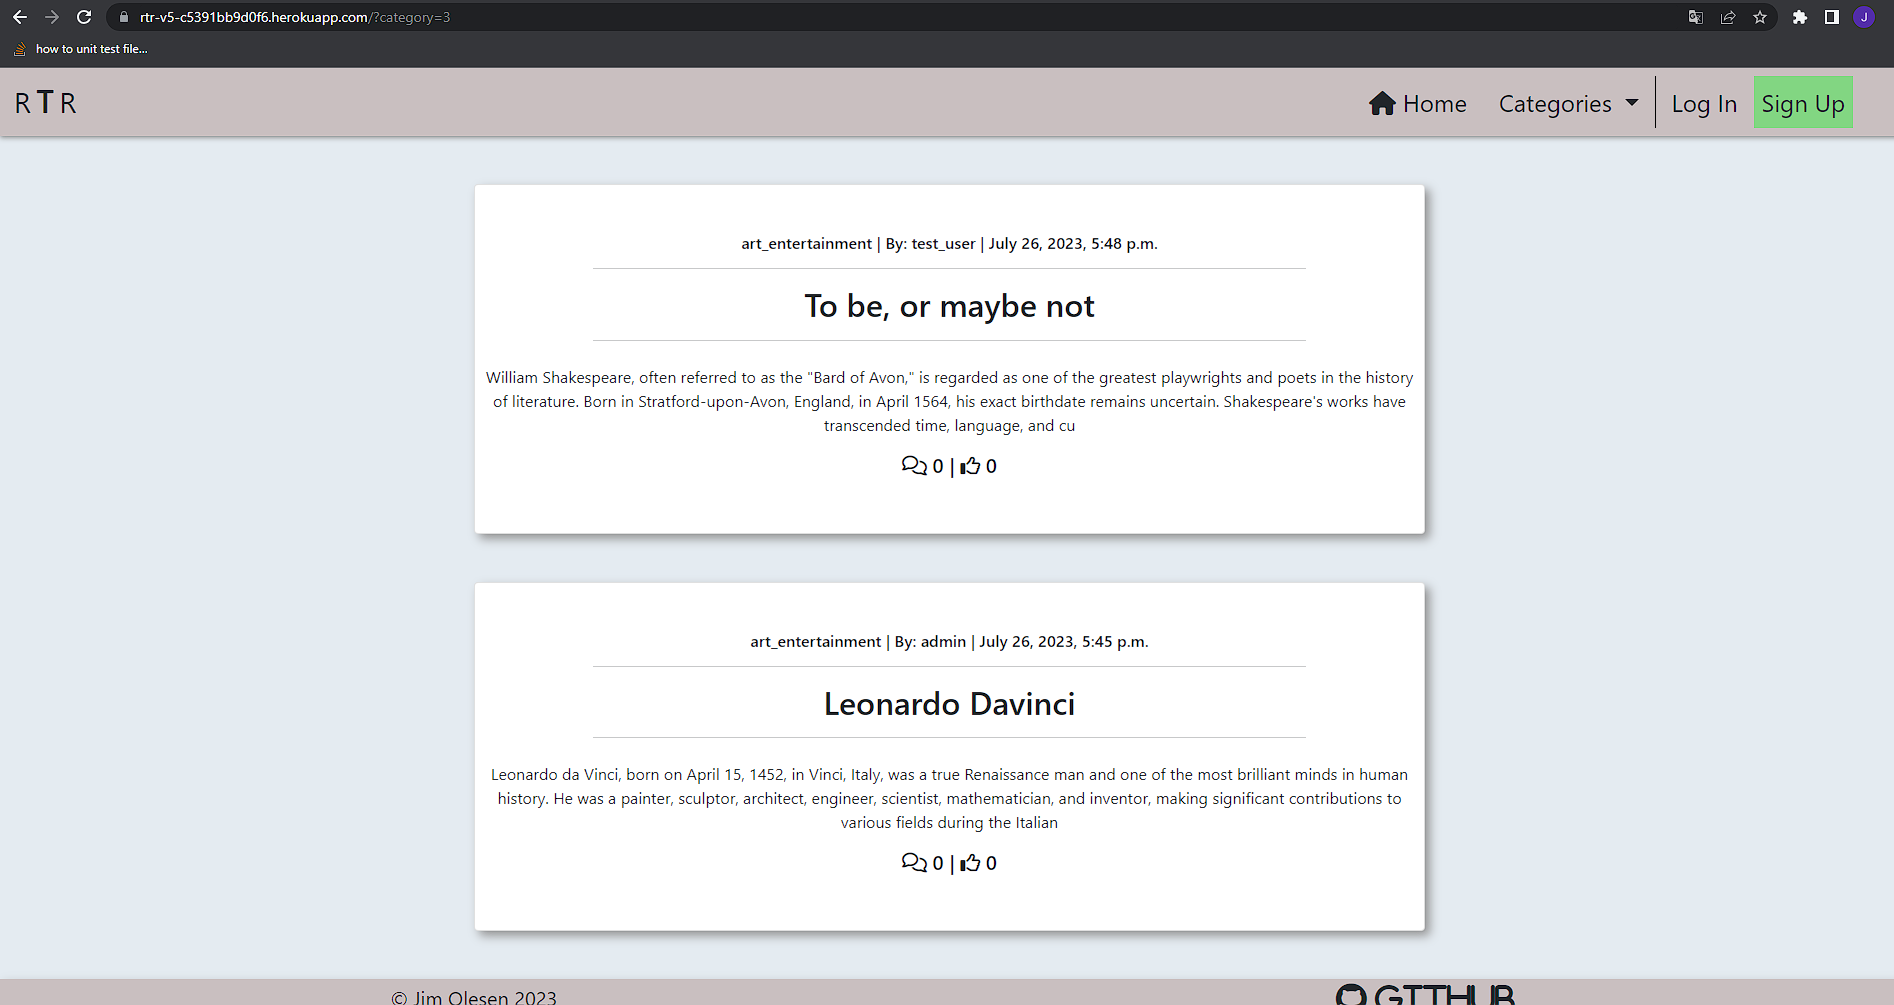 rtr-v5-c5391bb9d0f6.herokuapp.com/?category=3
J
how to unit test file...
R T R
Home Categories Log In Sign Up
art_entertainment | By: test_user | July 26, 2023, 5:48 p.m.
To be, or maybe not
William Shakespeare, often referred to as the "Bard of Avon," is regarded as one of the greatest playwrights and poets in the history
of literature. Born in Stratford-upon-Avon, England, in April 1564, his exact birthdate remains uncertain. Shakespeare's works have
transcended time, language, and cu
0 | 0
art_entertainment | By: admin | July 26, 2023, 5:45 p.m.
Leonardo Davinci
Leonardo da Vinci, born on April 15, 1452, in Vinci, Italy, was a true Renaissance man and one of the most brilliant minds in human
history. He was a painter, sculptor, architect, engineer, scientist, mathematician, and inventor, making significant contributions to
various fields during the Italian
0 | 0
© Jim Olesen 2023
GITHUB